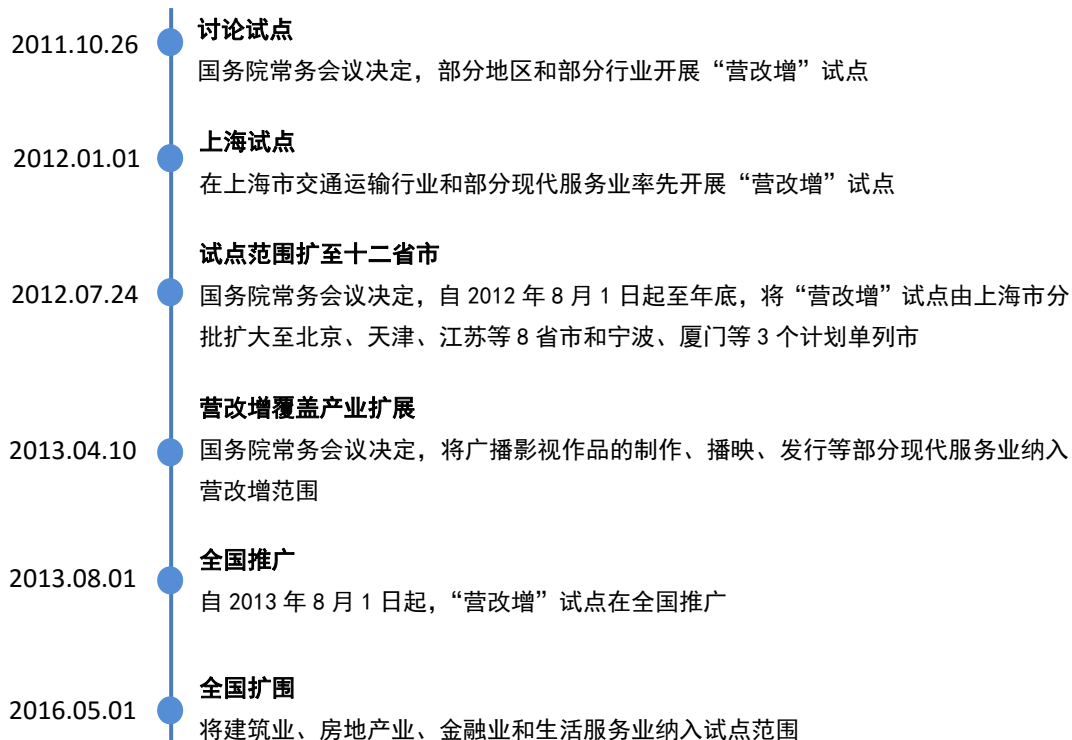 2011.10.26
讨论试点
国务院常务会议决定，部分地区和部分行业开展“营改增”试点
2012.01.01
上海试点
在上海市交通运输行业和部分现代服务业率先开展“营改增”试点
2012.07.24
试点范围扩至十二省市
国务院常务会议决定，自 2012 年 8 月 1 日起至年底，将“营改增”试点由上海市分
批扩大至北京、天津、江苏等 8 省市和宁波、厦门等 3 个计划单列市
2013.04.10
营改增覆盖产业扩展
国务院常务会议决定，将广播影视作品的制作、播映、发行等部分现代服务业纳入
营改增范围
2013.08.01
全国推广
自 2013 年 8 月 1 日起，“营改增”试点在全国推广
2016.05.01
全国扩围
将建筑业、房地产业、金融业和生活服务业纳入试点范围